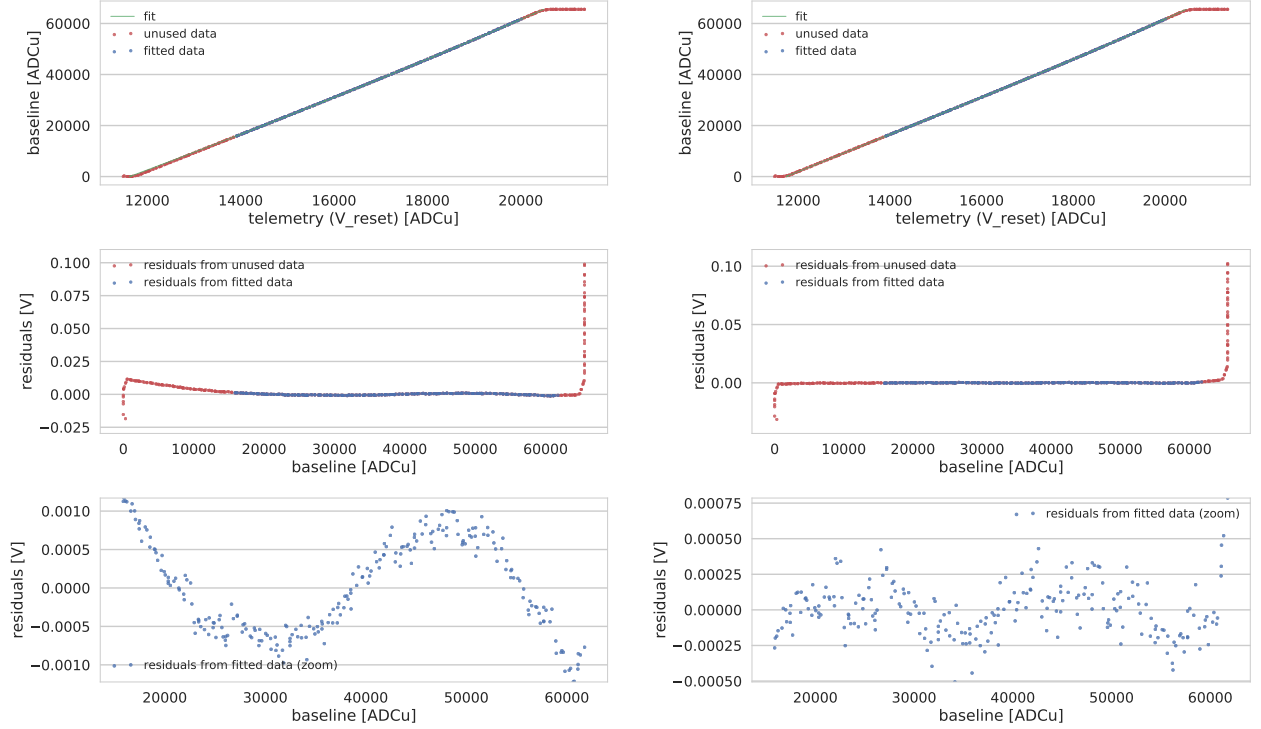 60000
40000
20000
0
baseline [ADCu]
fit
unused data
fitted data
12000 14000 16000 18000 20000
telemetry (V_reset) [ADCu]
60000
40000
20000
0
baseline [ADCu]
fit
unused data
fitted data
12000 14000 16000 18000 20000
telemetry (V_reset) [ADCu]
0.100
0.075
0.050
0.025
0.000
−0.025
residuals [V]
residuals from unused data
residuals from fitted data
0 10000 20000 30000 40000 50000 60000
baseline [ADCu]
0.10
0.05
0.00
residuals [V]
residuals from unused data
residuals from fitted data
0 10000 20000 30000 40000 50000 60000
baseline [ADCu]
0.0010
0.0005
0.0000
−0.0005
−0.0010
residuals [V]
residuals from fitted data (zoom)
20000 30000 40000 50000 60000
baseline [ADCu]
0.00075
0.00050
0.00025
0.00000
−0.00025
−0.00050
residuals [V]
residuals from fitted data (zoom)
20000 30000 40000 50000 60000
baseline [ADCu]